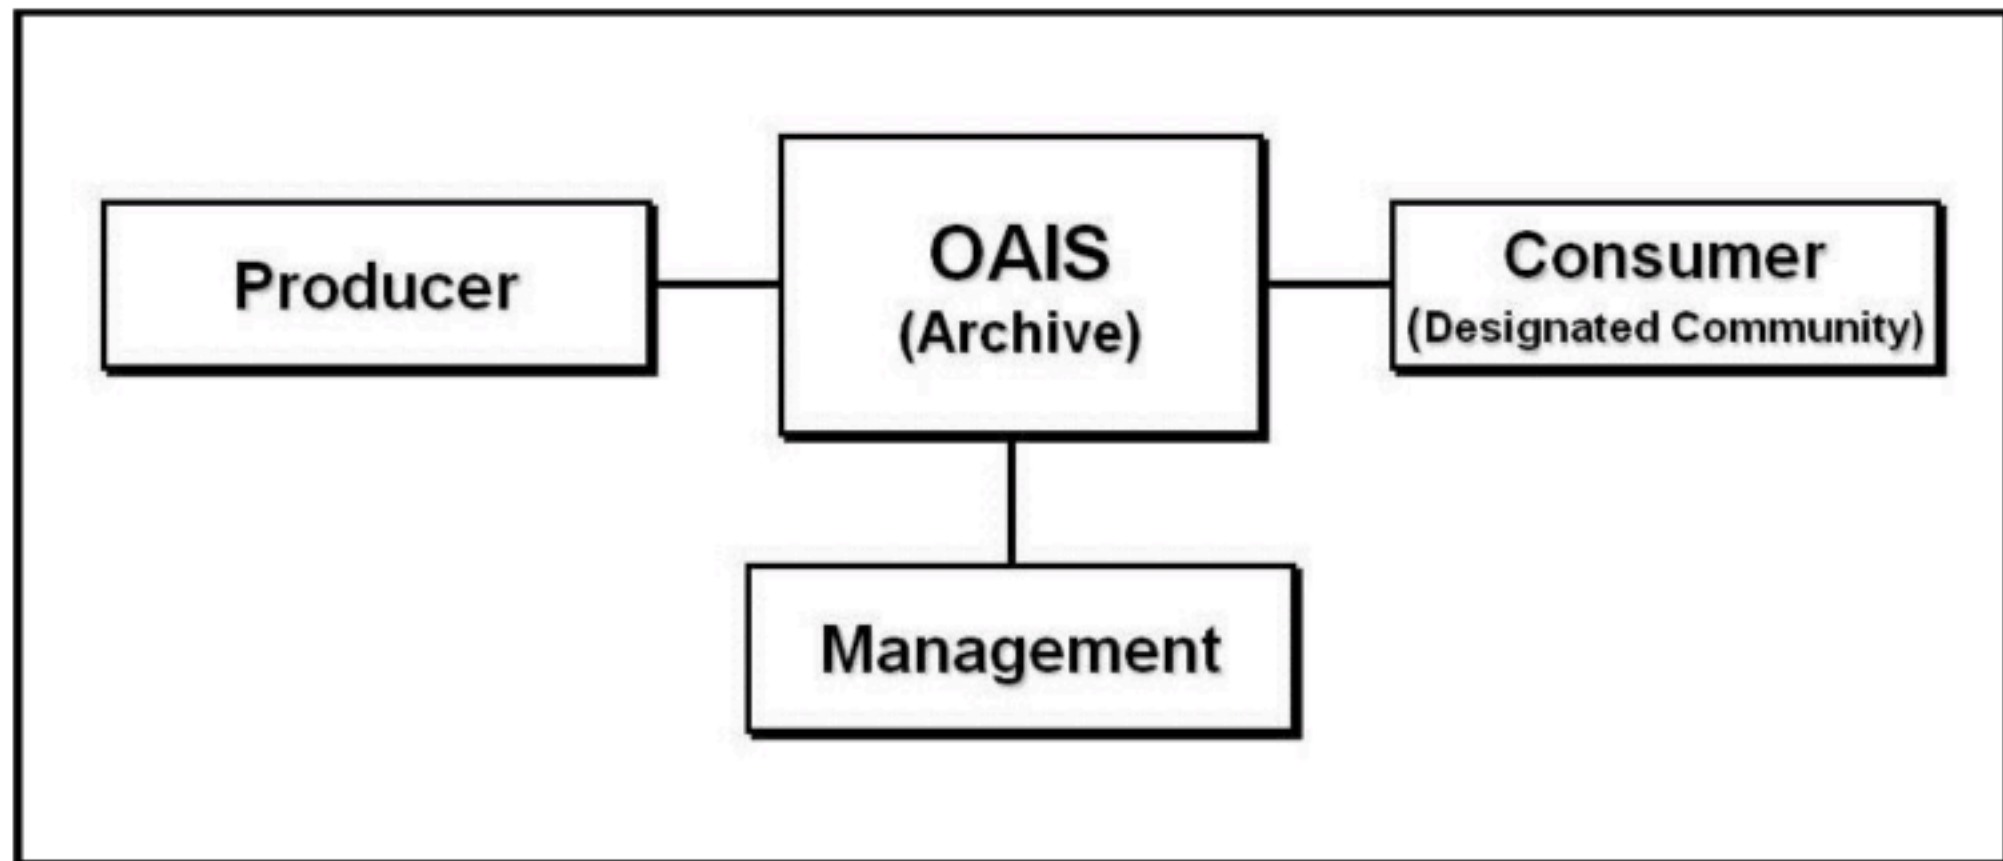 Producer
OAIS
(Archive)
Consumer
(Designated Community)
Management